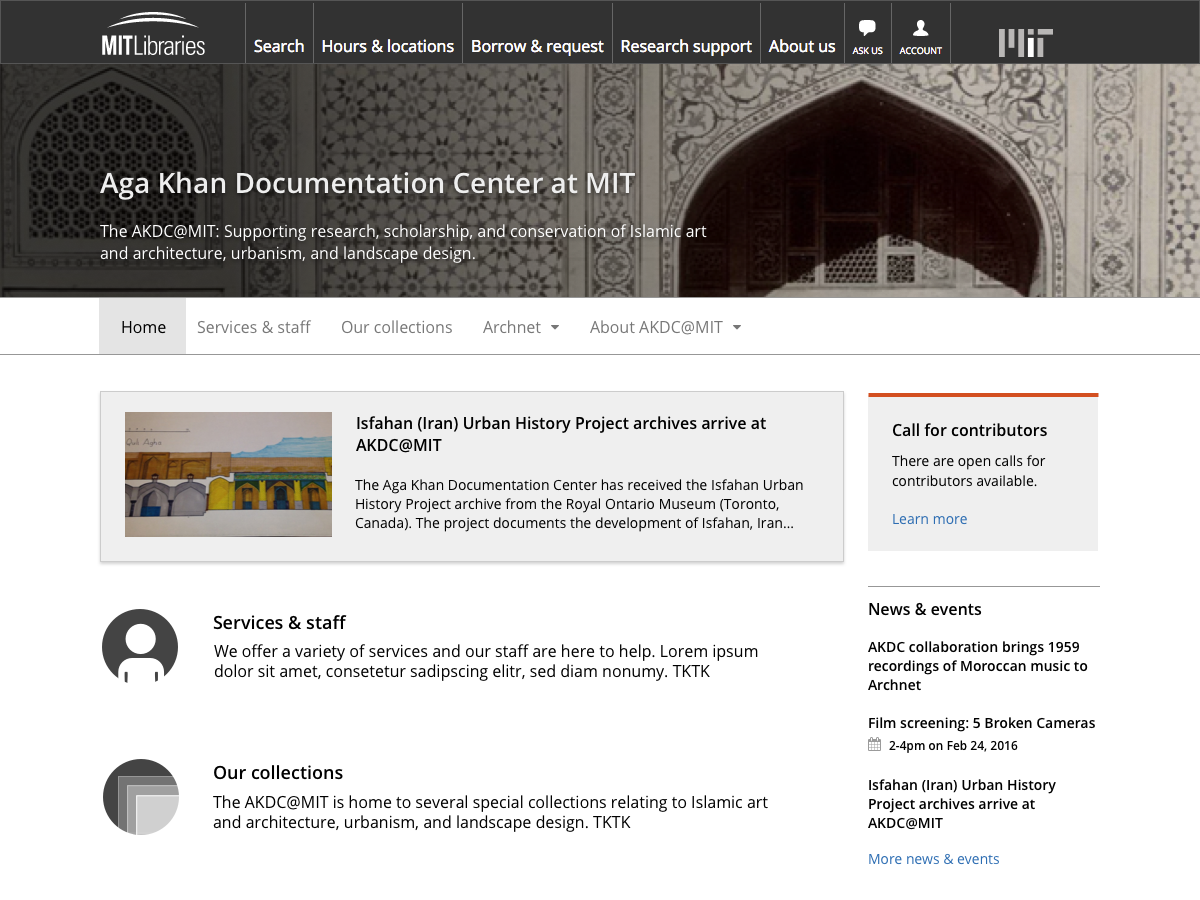 MITLibraries
Search
Hours & locations
Borrow & request
Research support
About us
ASK US
ACCOUNT
MIT
Aga Khan Documentation Center at MIT
The AKDC@MIT: Supporting research, scholarship, and conservation of Islamic art
and architecture, urbanism, and landscape design.
Home
Services & staff
Our collections
Archnet
About AKDC@MIT
Quli Agha
Isfahan (Iran) Urban History Project archives arrive at
AKDC@MIT
The Aga Khan Documentation Center has received the Isfahan Urban
History Project archive from the Royal Ontario Museum (Toronto,
Canada). The project documents the development of Isfahan, Iran...
Call for contributors
There are open calls for
contributors available.
Learn more
Services & staff
We offer a variety of services and our staff are here to help. Lorem ipsum
dolor sit amet, consetetur sadipscing elitr, sed diam nonumy. TKTK
Our collections
The AKDC@MIT is home to several special collections relating to Islamic art
and architecture, urbanism, and landscape design. TKTK
News & events
AKDC collaboration brings 1959
recordings of Moroccan music to
Archnet
Film screening: 5 Broken Cameras
2-4pm on Feb 24, 2016
Isfahan (Iran) Urban History
Project archives arrive at
AKDC@MIT
More news & events